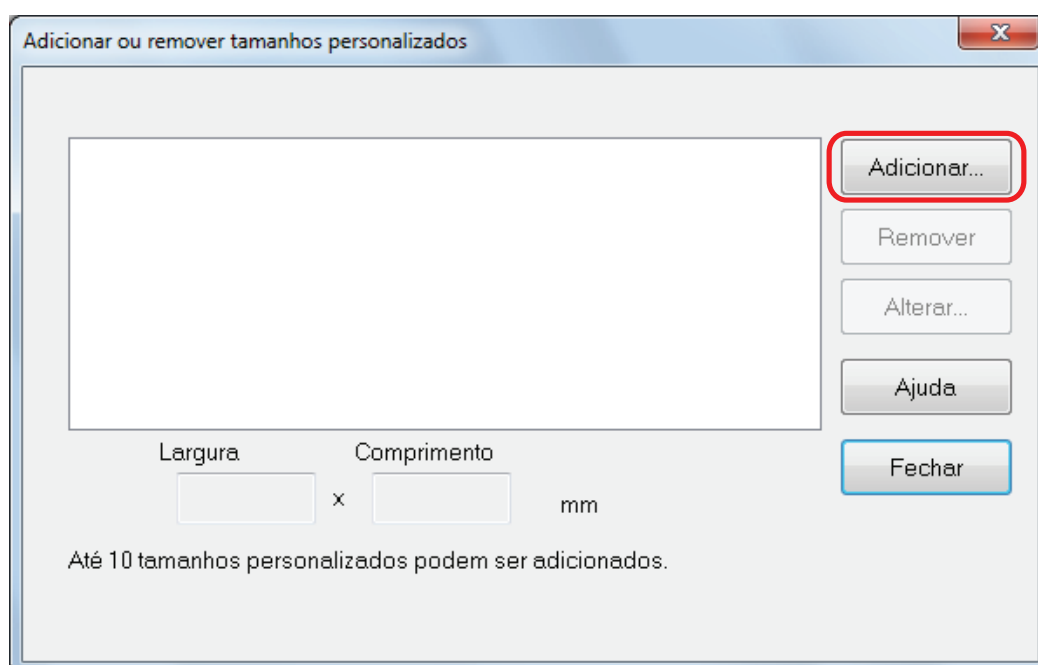 Adicionar ou remover tamanhos personalizados
x
Adicionar...
Remover
Alterar...
Ajuda
Fechar
Largura Comprimento
x mm
Até 10 tamanhos personalizados podem ser adicionados.